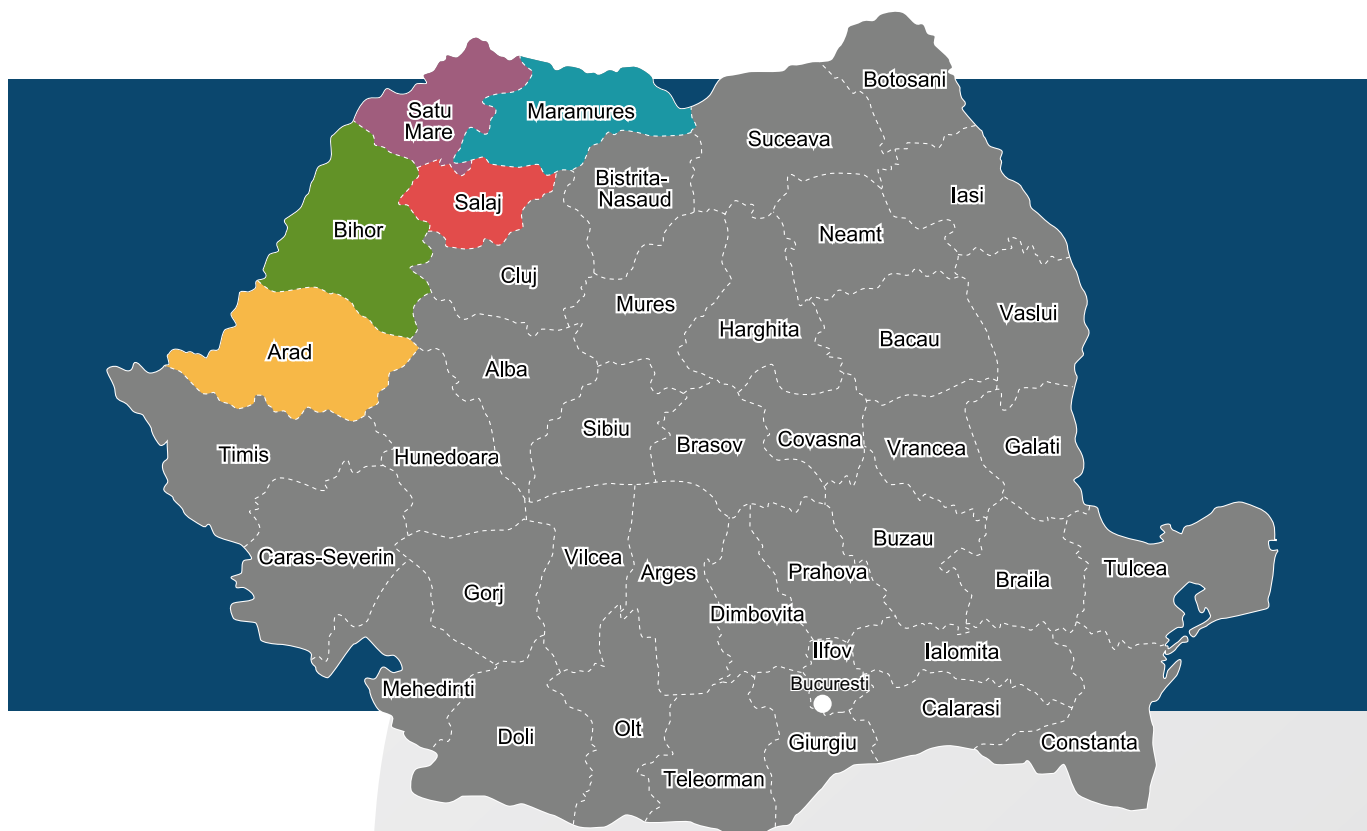 Botosani
Satu
Mare
Maramures
Suceava
Bistrita-
Nasaud
Iasi
Salaj
Bihor
Neamt
Cluj
Mures
Vaslui
Harghita
Bacau
Arad
Alba
Sibiu
Brasov
Covasna
Vrancea
Galati
Timis
Hunedoara
Buzau
Caras-Severin
Vilcea
Arges
Prahova
Braila
Tulcea
Gorj
Dimbovita
Ilfov
Ialomita
Bucuresti
Mehedinti
Calarasi
Doli
Olt
Giurgiu
Constanta
Teleorman